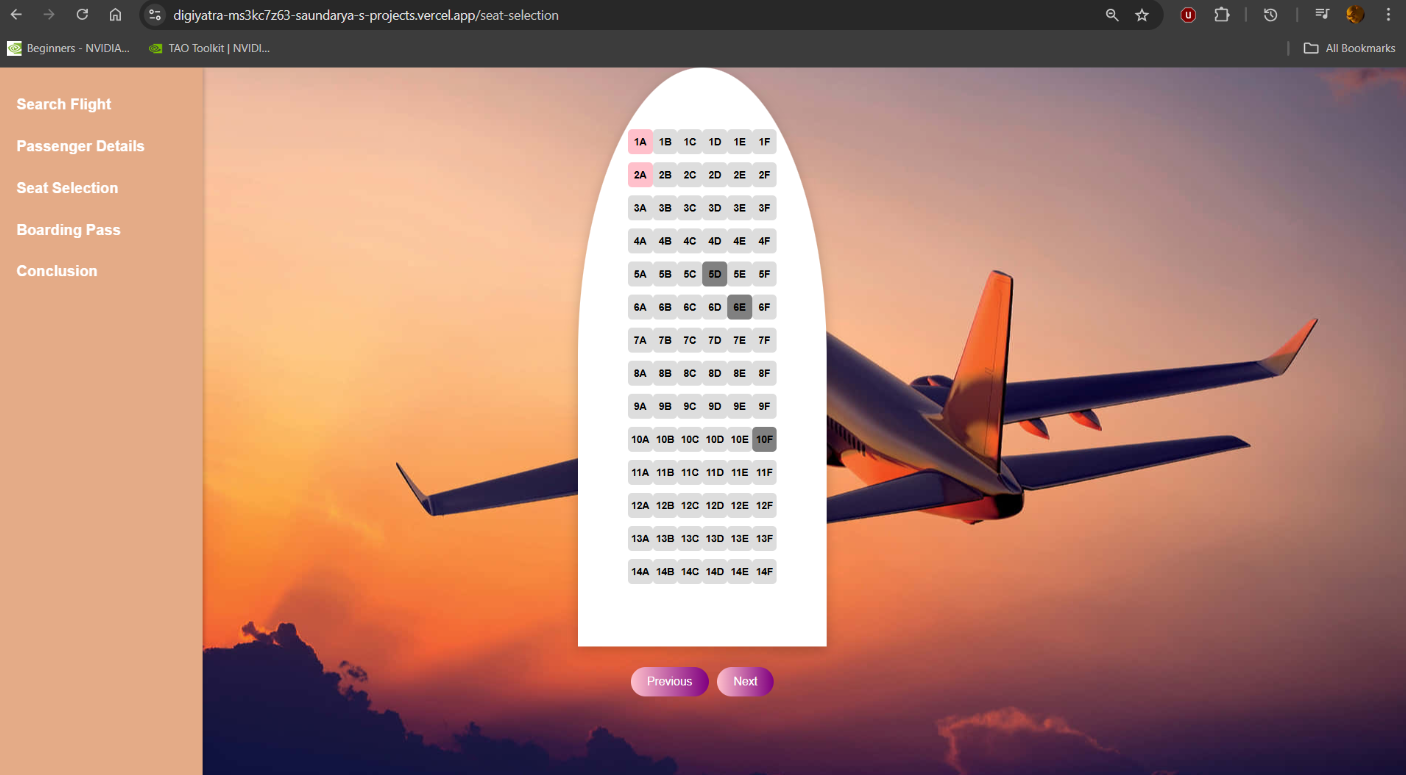 digiyatra-ms3kc7z63-saundarya-s-projects.vercel.app/seat-selection
Beginners - NVIDIA... TAO Toolkit | NVIDI... All Bookmarks
Search Flight
Passenger Details
Seat Selection
Boarding Pass
Conclusion
1A 1B 1C 1D 1E 1F
2A 2B 2C 2D 2E 2F
3A 3B 3C 3D 3E 3F
4A 4B 4C 4D 4E 4F
5A 5B 5C 5D 5E 5F
6A 6B 6C 6D 6E 6F
7A 7B 7C 7D 7E 7F
8A 8B 8C 8D 8E 8F
9A 9B 9C 9D 9E 9F
10A 10B 10C 10D 10E 10F
11A 11B 11C 11D 11E 11F
12A 12B 12C 12D 12E 12F
13A 13B 13C 13D 13E 13F
14A 14B 14C 14D 14E 14F
Previous Next